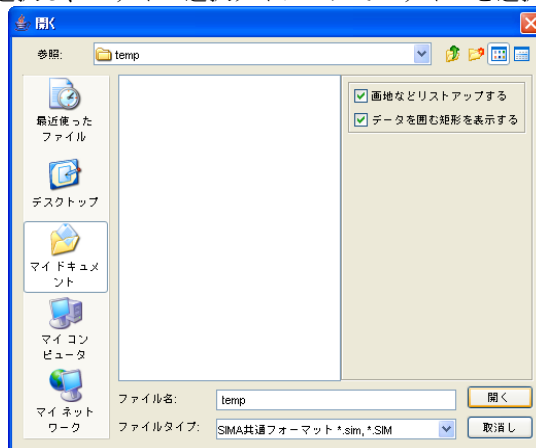 開く
参照:
temp
最近使った
ファイル
デスクトップ
マイ ドキュメ
ント
マイ コン
ピュータ
マイ ネット
ワーク
画地などリストアップする
データを囲む矩形を表示する
ファイル名:
temp
開く
ファイルタイプ:
SIMA共通フォーマット *.sim, *.SIM
取消し